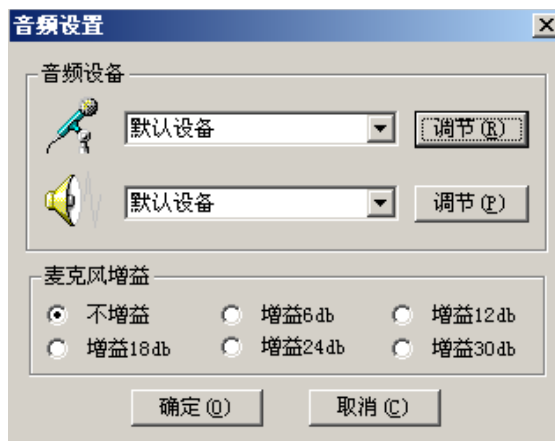 音频设置
音频设备
默认设备 调节(R)
默认设备 调节(P)
麦克风增益
不增益 增益6db 增益12db
增益18db 增益24db 增益30db
确定(O) 取消(C)